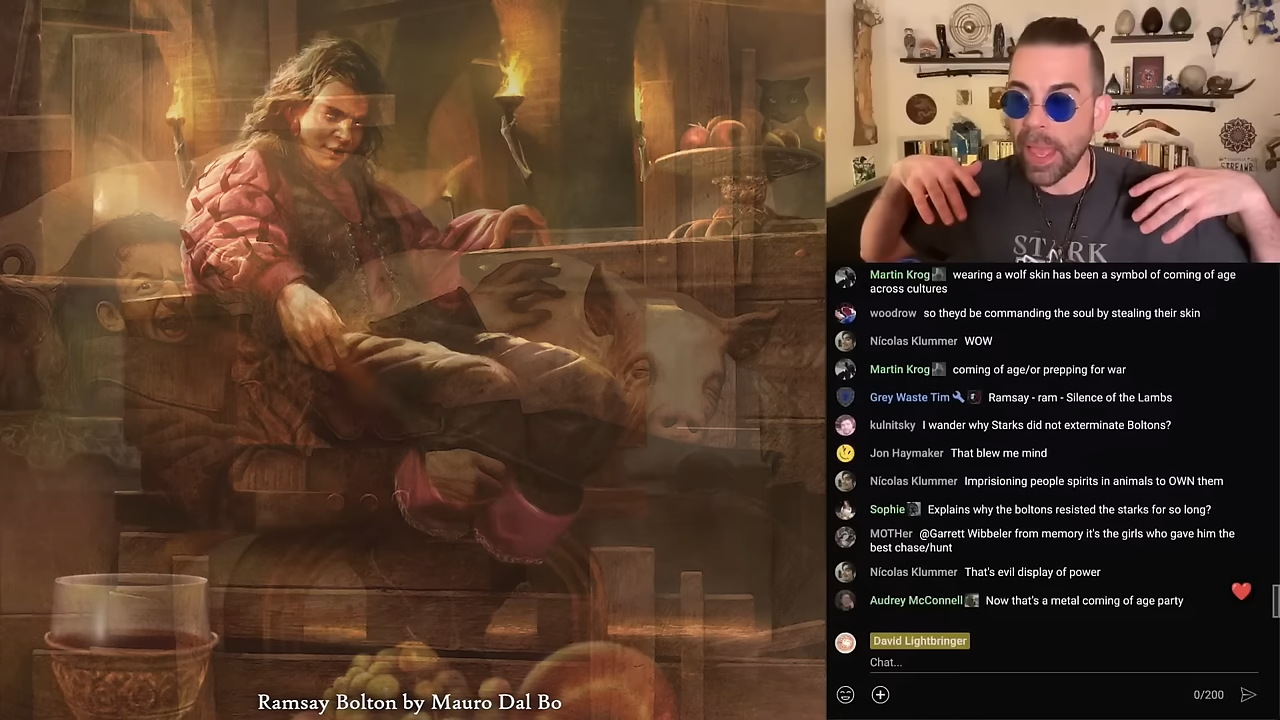 STARK
STREAMR
Martin Krog wearing a wolf skin has been a symbol of coming of age
across cultures
woodrow so theyd be commanding the soul by stealing their skin
Nícolas Klummer WOW
Martin Krog coming of age/or prepping for war
Grey Waste Tim Ramsay - ram - Silence of the Lambs
kulnitsky I wander why Starks did not exterminate Boltons?
Jon Haymaker That blew me mind
Nícolas Klummer Imprisioning people spirits in animals to OWN them
Sophie Explains why the boltons resisted the starks for so long?
MOTHer @Garrett Wibbeler from memory it's the girls who gave him the
best chase/hunt
Nícolas Klummer That's evil display of power
Audrey McConnell Now that's a metal coming of age party
David Lightbringer
Chat...
0/200
Ramsay Bolton by Mauro Dal Bo